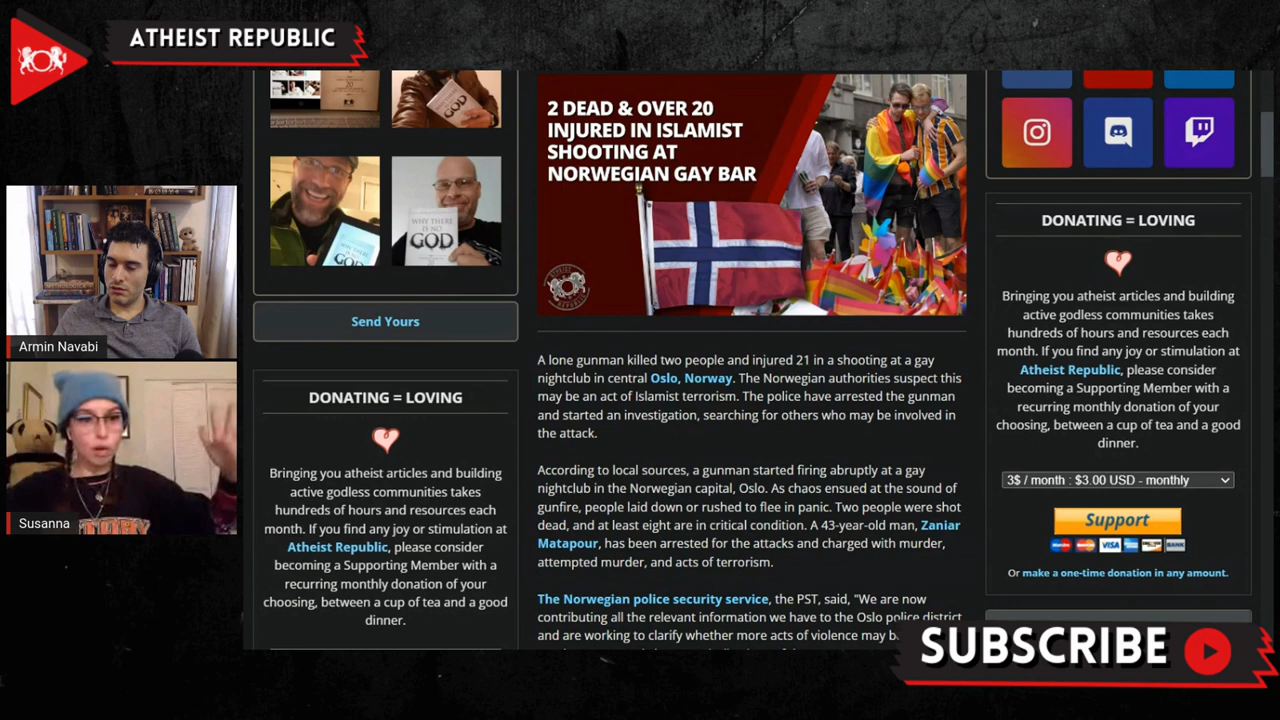 ATHEIST REPUBLIC
Armin Navabi
Susanna
GOD
WHY THERE
IS NO
GOD
Send Yours
DONATING = LOVING
Bringing you atheist articles and building
active godless communities takes
hundreds of hours and resources each
month. If you find any joy or stimulation at
Atheist Republic, please consider
becoming a Supporting Member with a
recurring monthly donation of your
choosing, between a cup of tea and a good
dinner.
2 DEAD & OVER 20
INJURED IN ISLAMIST
SHOOTING AT
NORWEGIAN GAY BAR
A lone gunman killed two people and injured 21 in a shooting at a gay
nightclub in central Oslo, Norway. The Norwegian authorities suspect this
may be an act of Islamist terrorism. The police have arrested the gunman
and started an investigation, searching for others who may be involved in
the attack.
According to local sources, a gunman started firing abruptly at a gay
nightclub in the Norwegian capital, Oslo. As chaos ensued at the sound of
gunfire, people laid down or rushed to flee in panic. Two people were shot
dead, and at least eight are in critical condition. A 43-year-old man, Zaniar
Matapour, has been arrested for the attacks and charged with murder,
attempted murder, and acts of terrorism.
The Norwegian police security service, the PST, said, "We are now
contributing all the relevant information we have to the Oslo police district
and are working to clarify whether more acts of violence may
DONATING = LOVING
Bringing you atheist articles and building
active godless communities takes
hundreds of hours and resources each
month. If you find any joy or stimulation at
Atheist Republic, please consider
becoming a Supporting Member with a
recurring monthly donation of your
choosing, between a cup of tea and a good
dinner.
3$ / month : $3.00 USD - monthly
Support
VISA
BANK
Or make a one-time donation in any amount.
SUBSCRIBE